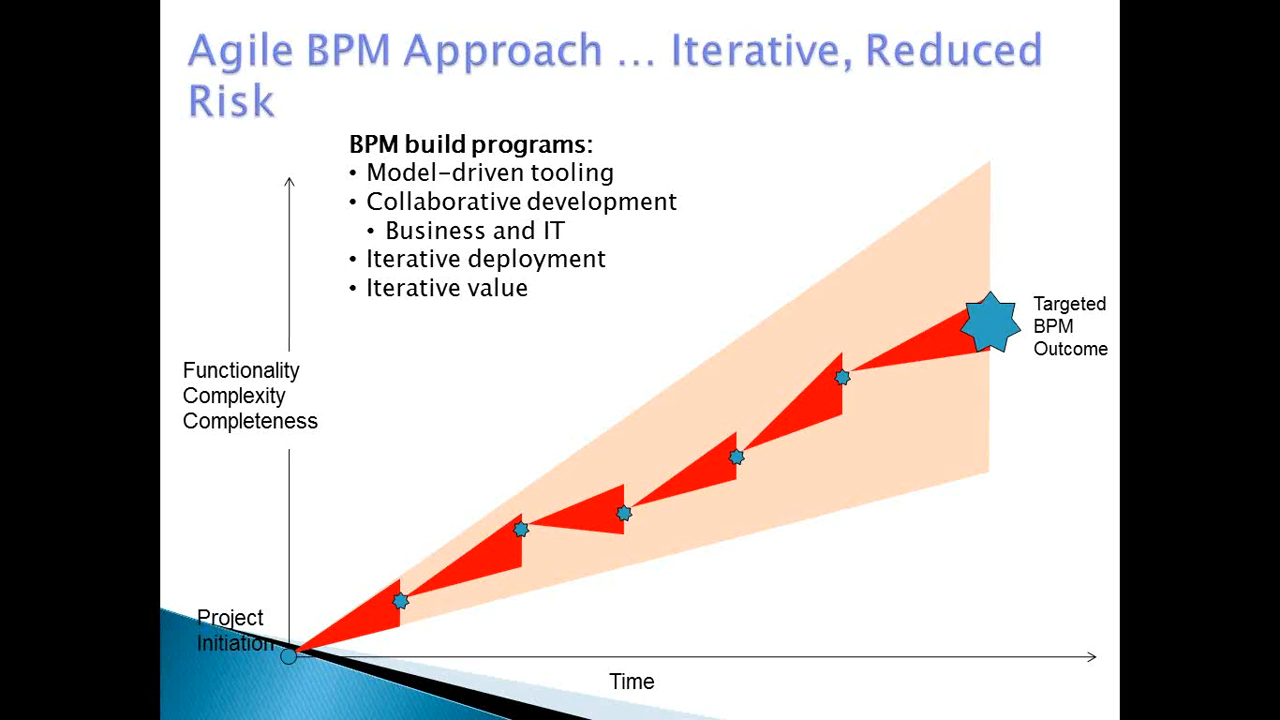 Agile BPM Approach … Iterative, Reduced
Risk
BPM build programs:
• Model-driven tooling
• Collaborative development
• Business and IT
• Iterative deployment
• Iterative value
Targeted
BPM
Outcome
Functionality
Complexity
Completeness
Project
Initiation
Time